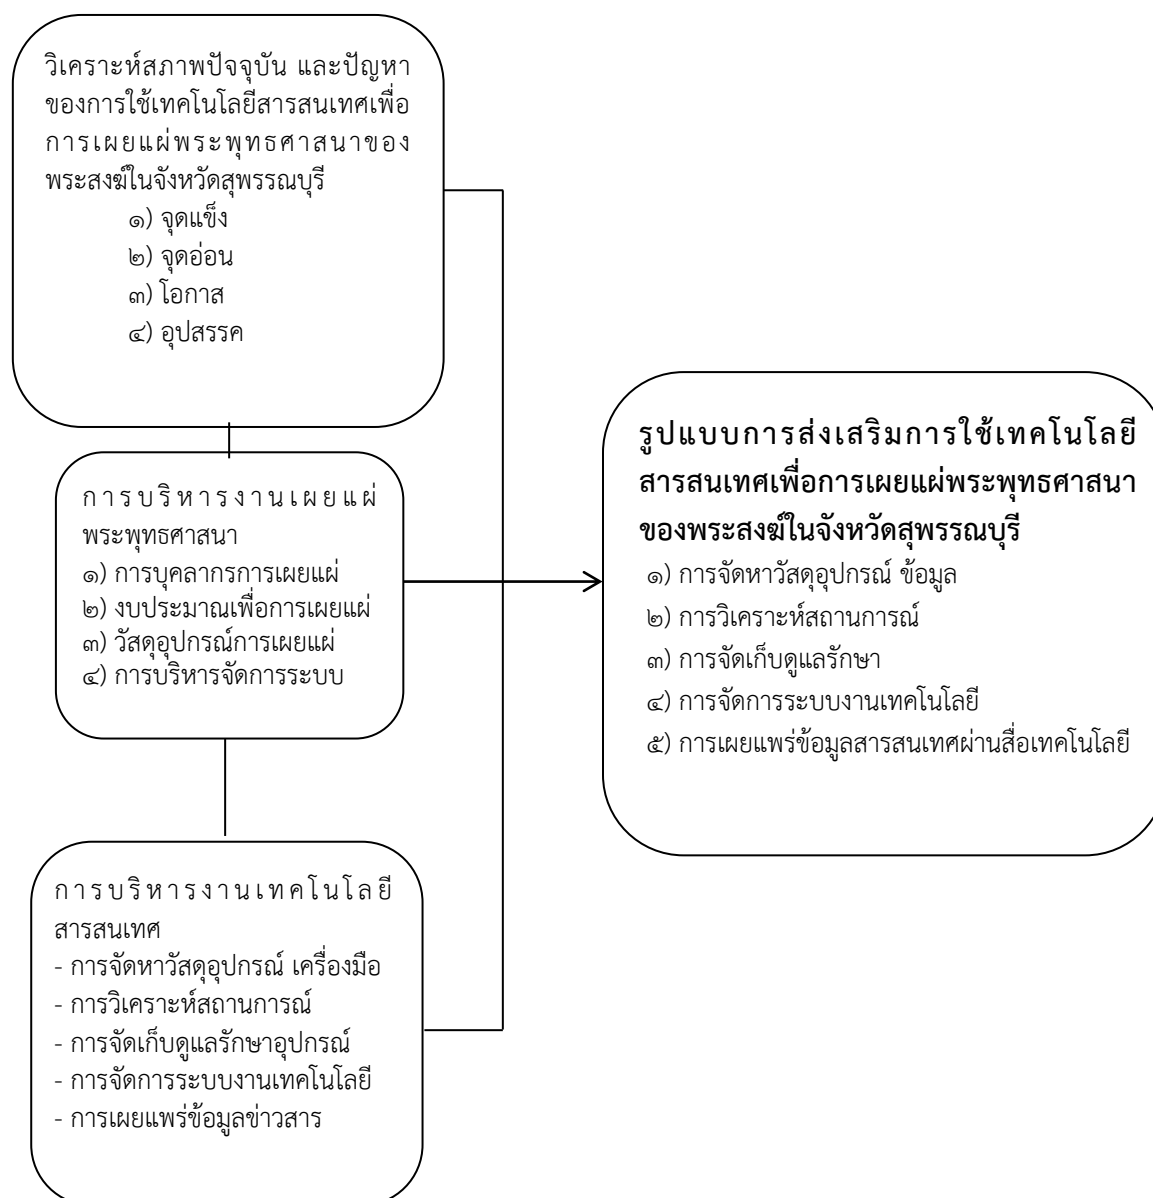 วิเคราะห์สภาพปัจจุบัน และปัญหา
ของการใช้เทคโนโลยีสารสนเทศเพื่อ
การเผยแผ่พระพุทธศาสนาของ
พระสงฆ์ในจังหวัดสุพรรณบุรี
๑) จุดแข็ง
๒) จุดอ่อน
๓) โอกาส
๔) อุปสรรค
การบริหารงานเผยแผ่
พระพุทธศาสนา
๑) การบุคลากรการเผยแผ่
๒) งบประมาณเพื่อการเผยแผ่
๓) วัสดุอุปกรณ์การเผยแผ่
๔) การบริหารจัดการระบบ
การบริหารงานเทคโนโลยี
สารสนเทศ
- การจัดหาวัสดุอุปกรณ์ เครื่องมือ
- การวิเคราะห์สถานการณ์
- การจัดเก็บดูแลรักษาอุปกรณ์
- การจัดการระบบงานเทคโนโลยี
- การเผยแพร่ข้อมูลข่าวสาร
รูปแบบการส่งเสริมการใช้เทคโนโลยี
สารสนเทศเพื่อการเผยแผ่พระพุทธศาสนา
ของพระสงฆ์ในจังหวัดสุพรรณบุรี
๑) การจัดหาวัสดุอุปกรณ์ ข้อมูล
๒) การวิเคราะห์สถานการณ์
๓) การจัดเก็บดูแลรักษา
๔) การจัดการระบบงานเทคโนโลยี
๕) การเผยแพร่ข้อมูลสารสนเทศผ่านสื่อเทคโนโลยี